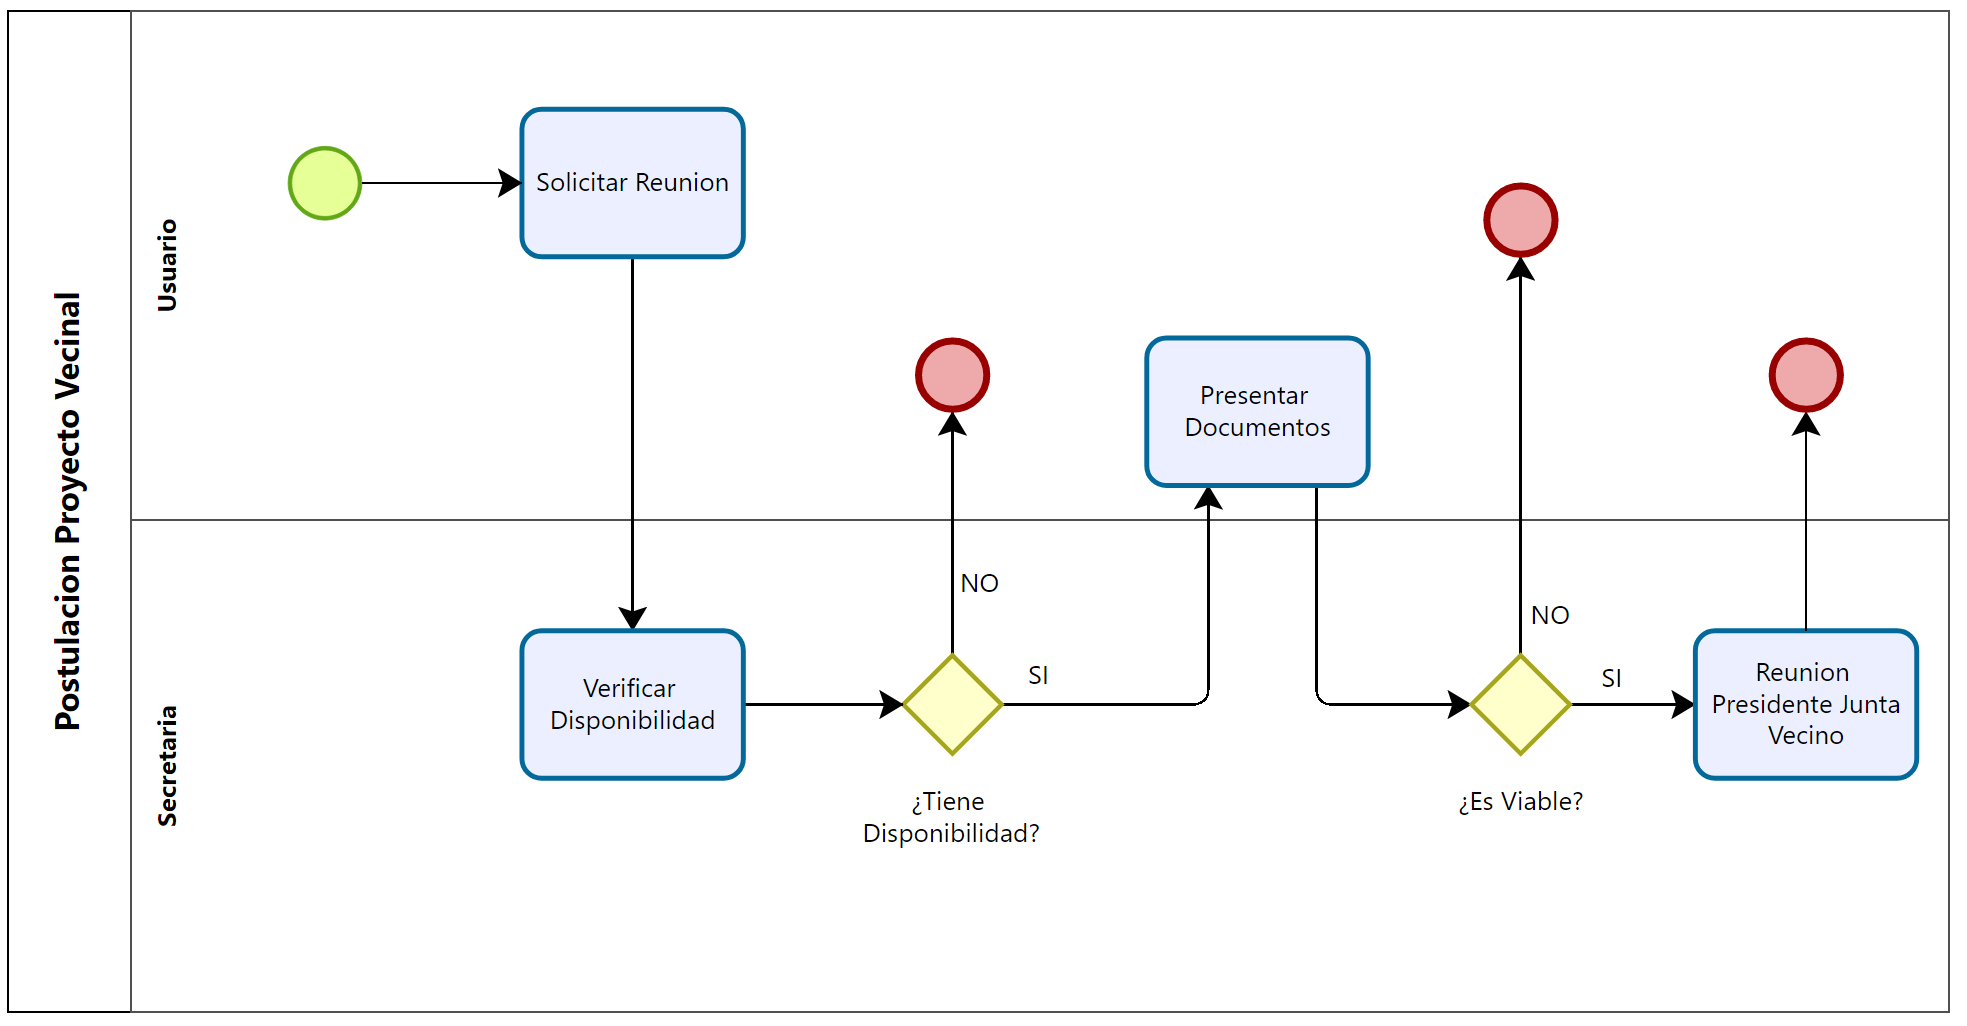 Postulacion Proyecto Vecinal
Usuario
Solicitar Reunion
Presentar
Documentos
Secretaria
Verificar
Disponibilidad
NO
SI
¿Tiene
Disponibilidad?
NO
SI
¿Es Viable?
Reunion
Presidente Junta
Vecino